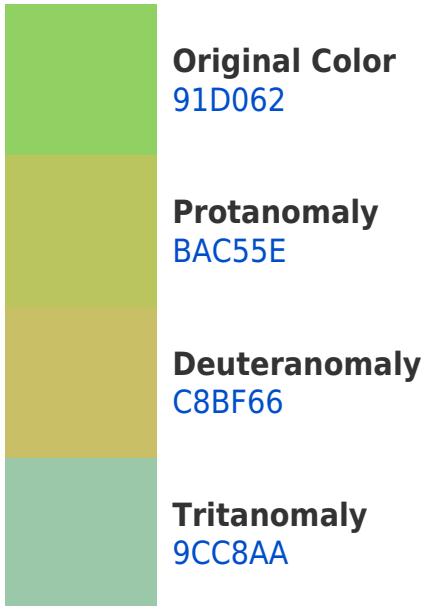 Original Color
91D062
Protanomaly
BAC55E
Deuteranomaly
C8BF66
Tritanomaly
9CC8AA